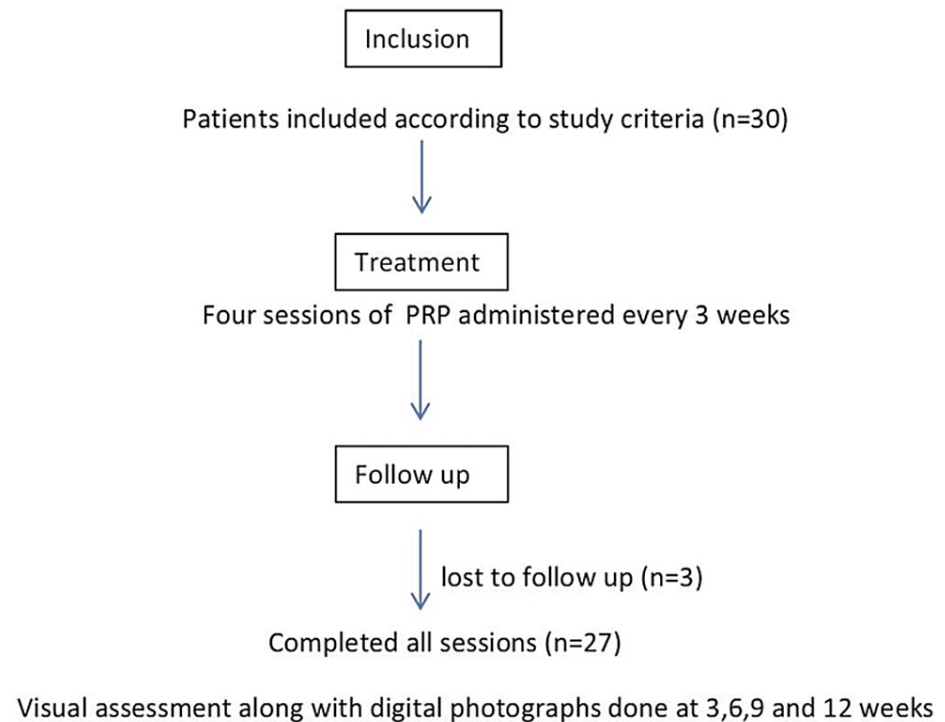 Inclusion
Patients included according to study criteria (n=30)
Treatment
Four sessions of PRP administered every 3 weeks
Follow up
lost to follow up (n=3)
Completed all sessions (n=27)
Visual assessment along with digital photographs done at 3,6,9 and 12 weeks